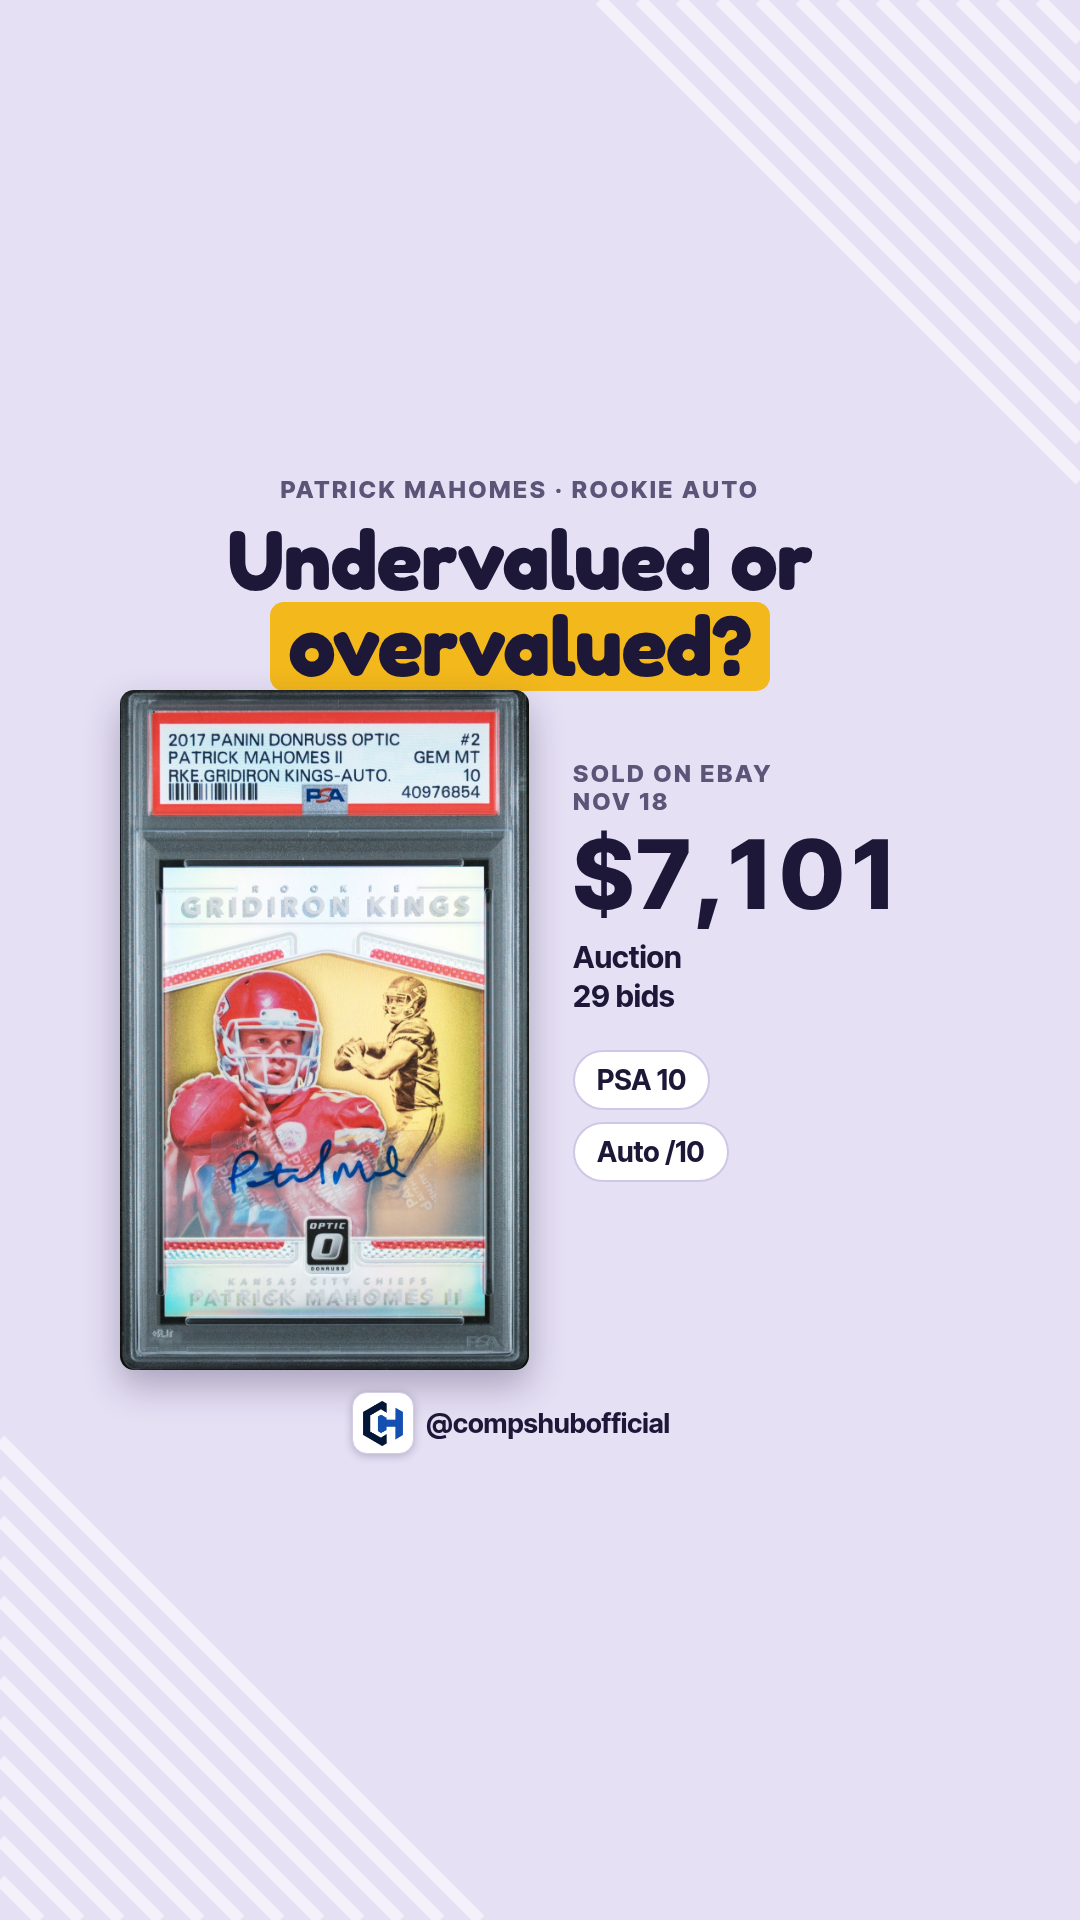 PATRICK MAHOMES · ROOKIE AUTO
Undervalued or
overvalued?
2017 PANINI DONRUSS OPTIC #2
PATRICK MAHOMES II GEM MT
RKE.GRIDIRON KINGS-AUTO. 10
PSA 40976854
ROOKIE
GRIDIRON KINGS
OPTIC
DONRUSS
KANSAS CITY CHIEFS
PATRICK MAHOMES II
PSA
SOLD ON EBAY
NOV 18
$7,101
Auction
29 bids
PSA 10
Auto /10
@compshubofficial